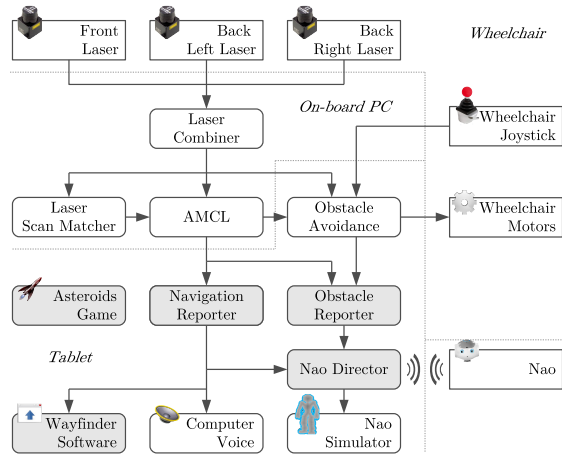 Front
Laser
Back
Left Laser
Back
Right Laser
Wheelchair
On-board PC
Laser
Combiner
Wheelchair
Joystick
Laser
Scan Matcher
AMCL
Obstacle
Avoidance
Wheelchair
Motors
Asteroids
Game
Navigation
Reporter
Obstacle
Reporter
Tablet
Nao Director
Nao
Wayfinder
Software
Computer
Voice
Nao
Simulator